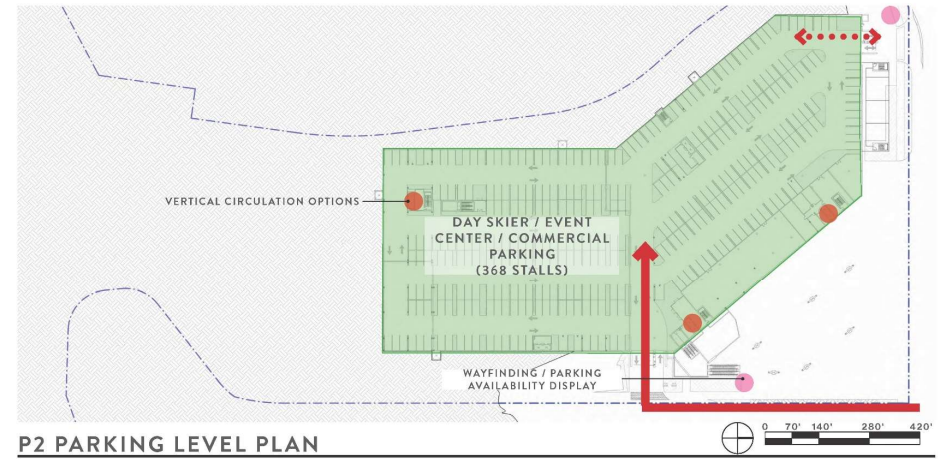 VERTICAL CIRCULATION OPTIONS
DAY SKIER / EVENT
CENTER / COMMERCIAL
PARKING
(368 STALLS)
WAYFINDING / PARKING
AVAILABILITY DISPLAY
P2 PARKING LEVEL PLAN
0 70' 140' 280' 420'